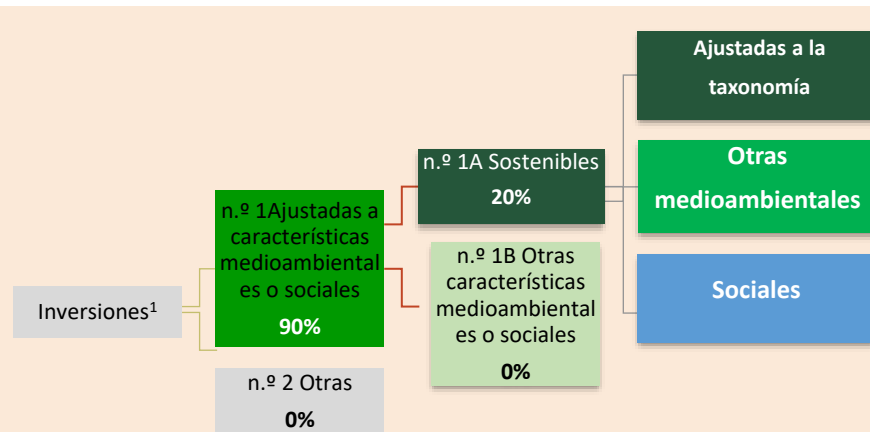 Inversiones1
n.º 1Ajustadas a
características
medioambiental
es o sociales
90%
n.º 2 Otras
0%
n.º 1A Sostenibles
20%
n.º 1B Otras
características
medioambiental
es o sociales
0%
Ajustadas a la
taxonomía
Otras
medioambientales
Sociales